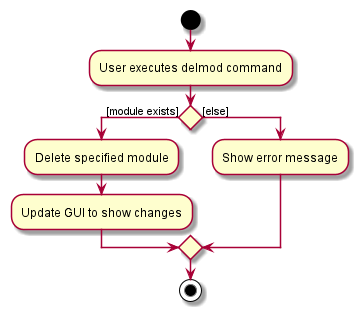 User executes delmod command
[module exists]
[else]
Delete specified module
Show error message
Update GUI to show changes